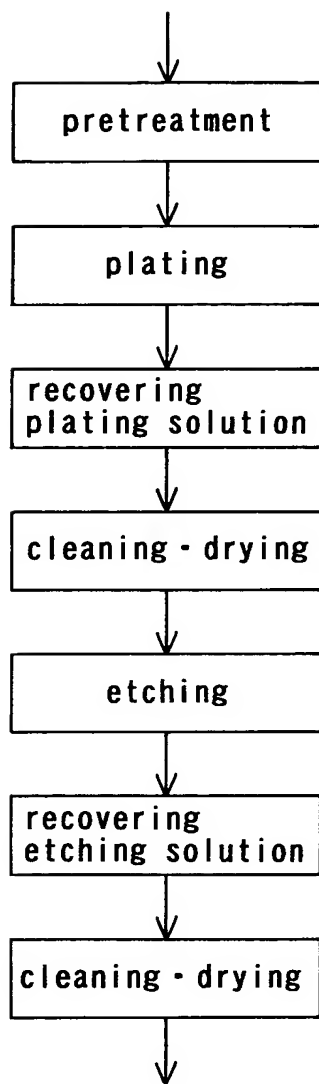 pretreatment
plating
recovering
plating solution
cleaning - drying
etching
recovering
etching solution
cleaning - drying